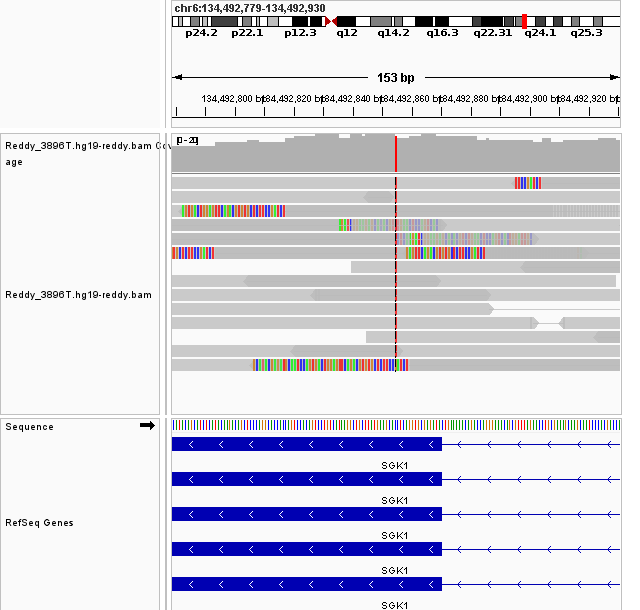 chr6:134,492,779-134,492,930
p24.2 p22.1 p12.3 q12 q14.2 q16.3 q22.31 q24.1 q25.3
153 bp
134,492,800 bp 134,492,820 bp 134,492,840 bp 134,492,860 bp 134,492,880 bp 134,492,900 bp 134,492,920 bp
Reddy_3896T.hg19-reddy.bam Cov
age
Reddy_3896T.hg19-reddy.bam
Sequence
SGK1
SGK1
RefSeq Genes
SGK1
SGK1
SGK1